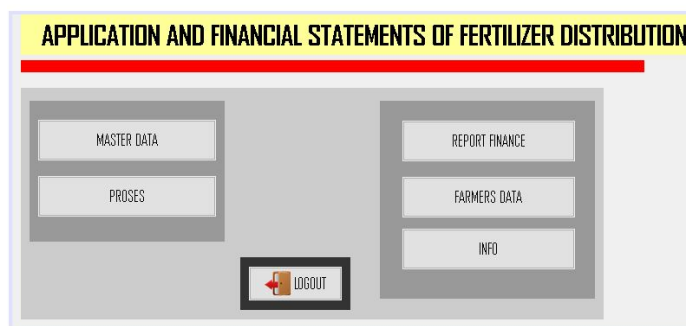 APPLICATION AND FINANCIAL STATEMENTS OF FERTILIZER DISTRIBUTION
MASTER DATA
PROSES
REPORT FINANCE
FARMERS DATA
INFO
LOGOUT